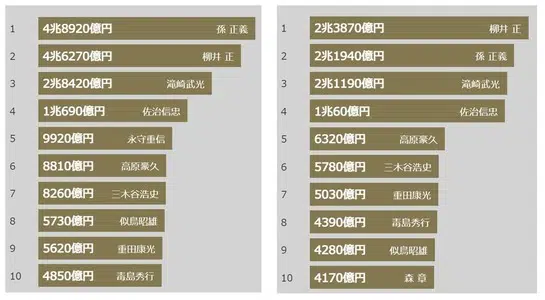 1 4兆8920億円 孫 正義
2 4兆6270億円 柳井 正
3 2兆8420億円 滝崎武光
4 1兆690億円 佐治信忠
5 9920億円 永守重信
6 8810億円 高原豪久
7 8260億円 三木谷浩史
8 5730億円 似鳥昭雄
9 5620億円 重田康光
10 4850億円 毒島秀行
1 2兆3870億円 柳井 正
2 2兆1940億円 孫 正義
3 2兆1190億円 滝崎武光
4 1兆60億円 佐治信忠
5 6320億円 高原豪久
6 5780億円 三木谷浩史
7 5030億円 重田康光
8 4390億円 毒島秀行
9 4280億円 似鳥昭雄
10 4170億円 森 章